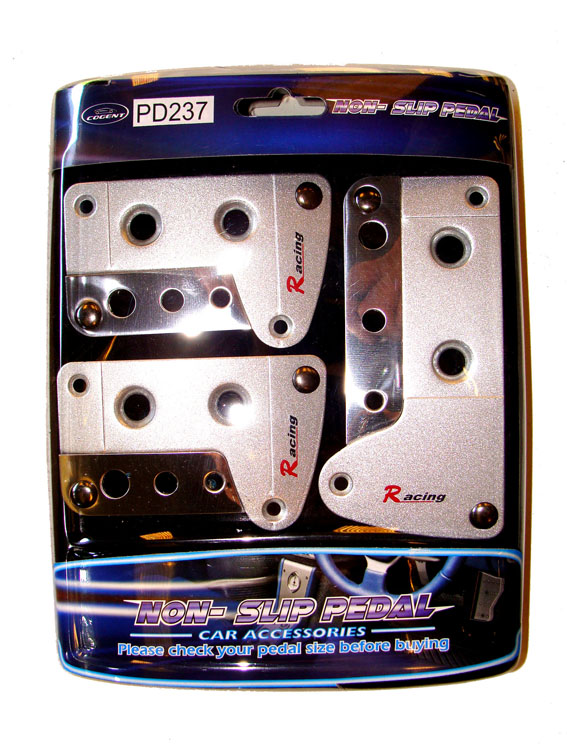 COGENT
PD237
NON- SLIP PEDAL
Racing
Racing
Racing
NON- SLIP PEDAL
CAR ACCESSORIES
Please check your pedal size before buying